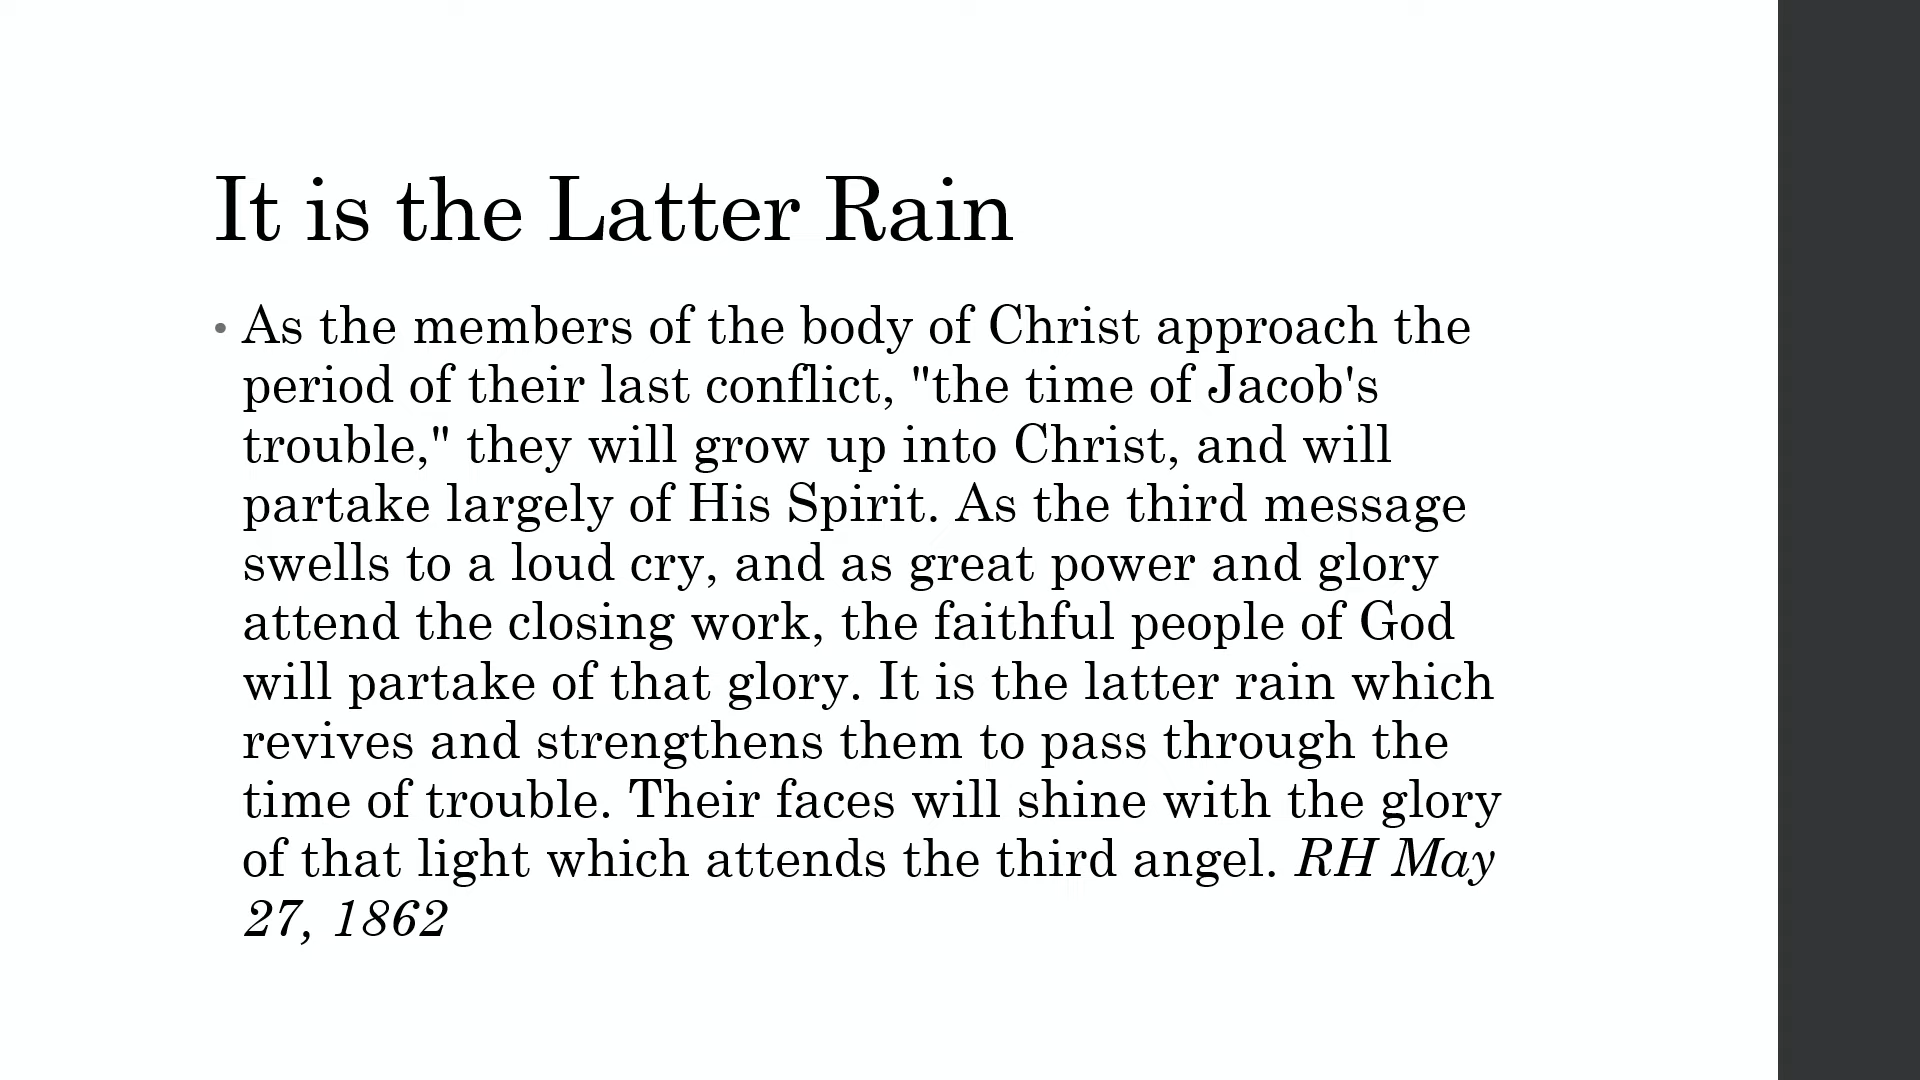 It is the Latter Rain
• As the members of the body of Christ approach the
period of their last conflict, "the time of Jacob's
trouble," they will grow up into Christ, and will
partake largely of His Spirit. As the third message
swells to a loud cry, and as great power and glory
attend the closing work, the faithful people of God
will partake of that glory. It is the latter rain which
revives and strengthens them to pass through the
time of trouble. Their faces will shine with the glory
of that light which attends the third angel. RH May
27, 1862